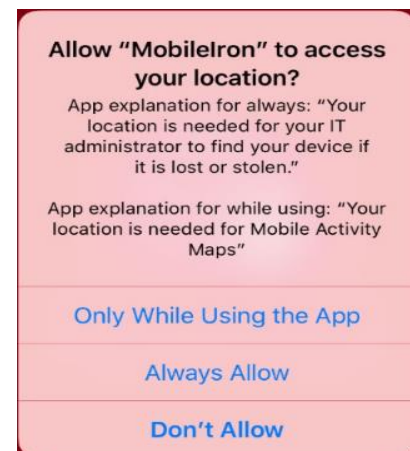 Allow “MobileIron” to access
your location?
App explanation for always: “Your
location is needed for your IT
administrator to find your device if
it is lost or stolen.”
App explanation for while using: “Your
location is needed for Mobile Activity
Maps”
Only While Using the App
Always Allow
Don’t Allow